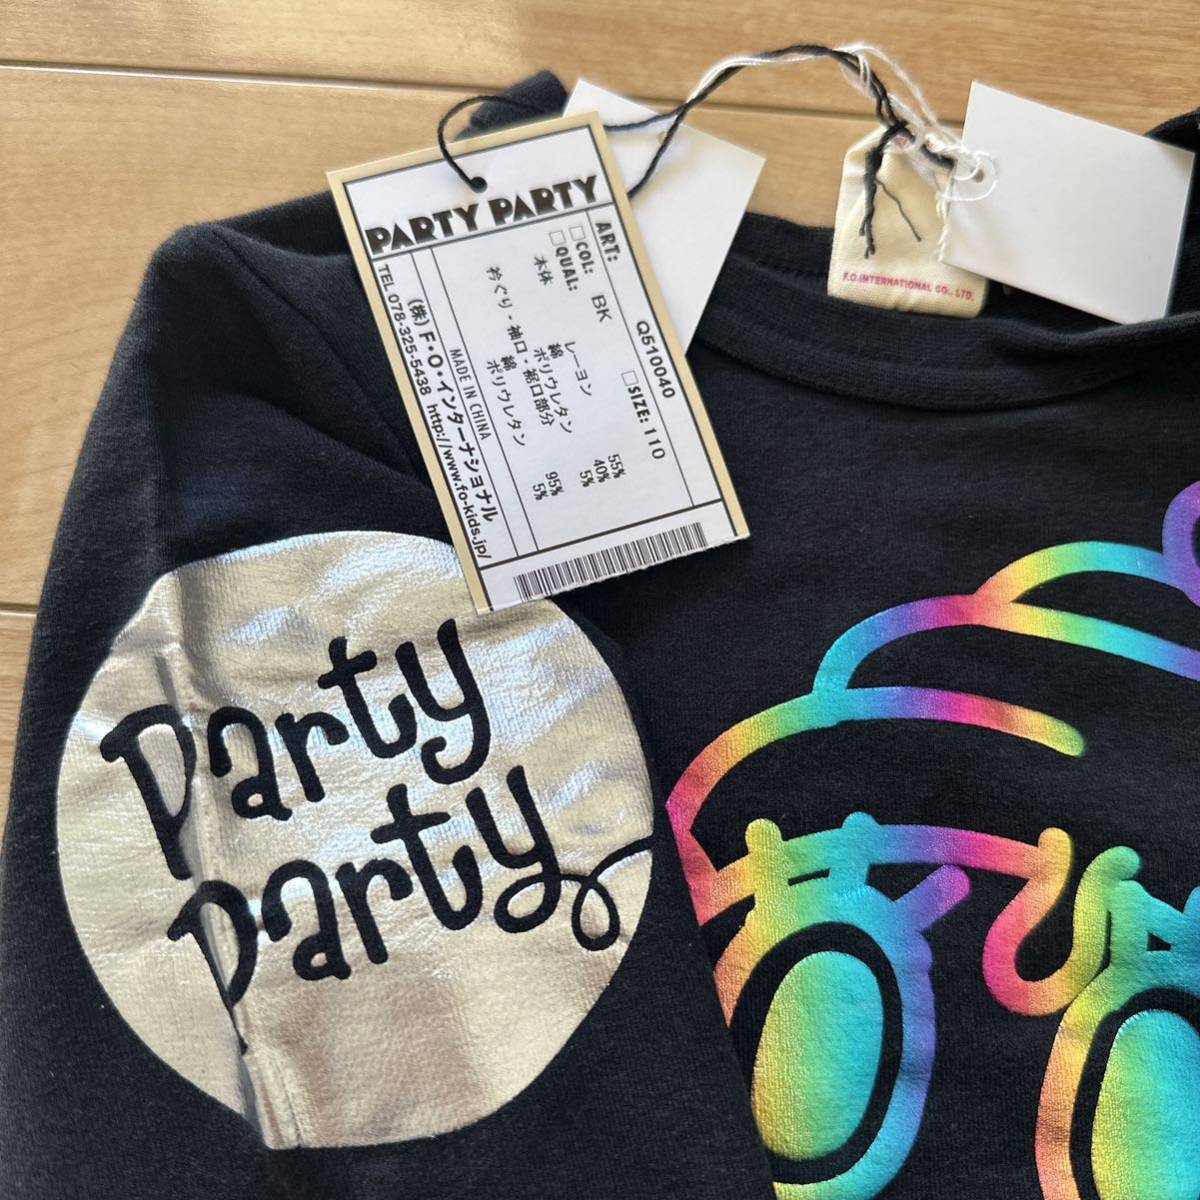 PARTY PARTY
ART: Q510040
□COL: BK □SIZE: 110
□QUAL:
本体 レーヨン 55%
綿 40%
ポリウレタン 5%
衿ぐり・袖口・裾口部分
綿 95%
ポリウレタン 5%
MADE IN CHINA
(株)F・O・インターナショナル
TEL 078-325-5438 http://www.fo-kids.jp/
F.O.INTERNATIONAL CO., LTD.
party
party